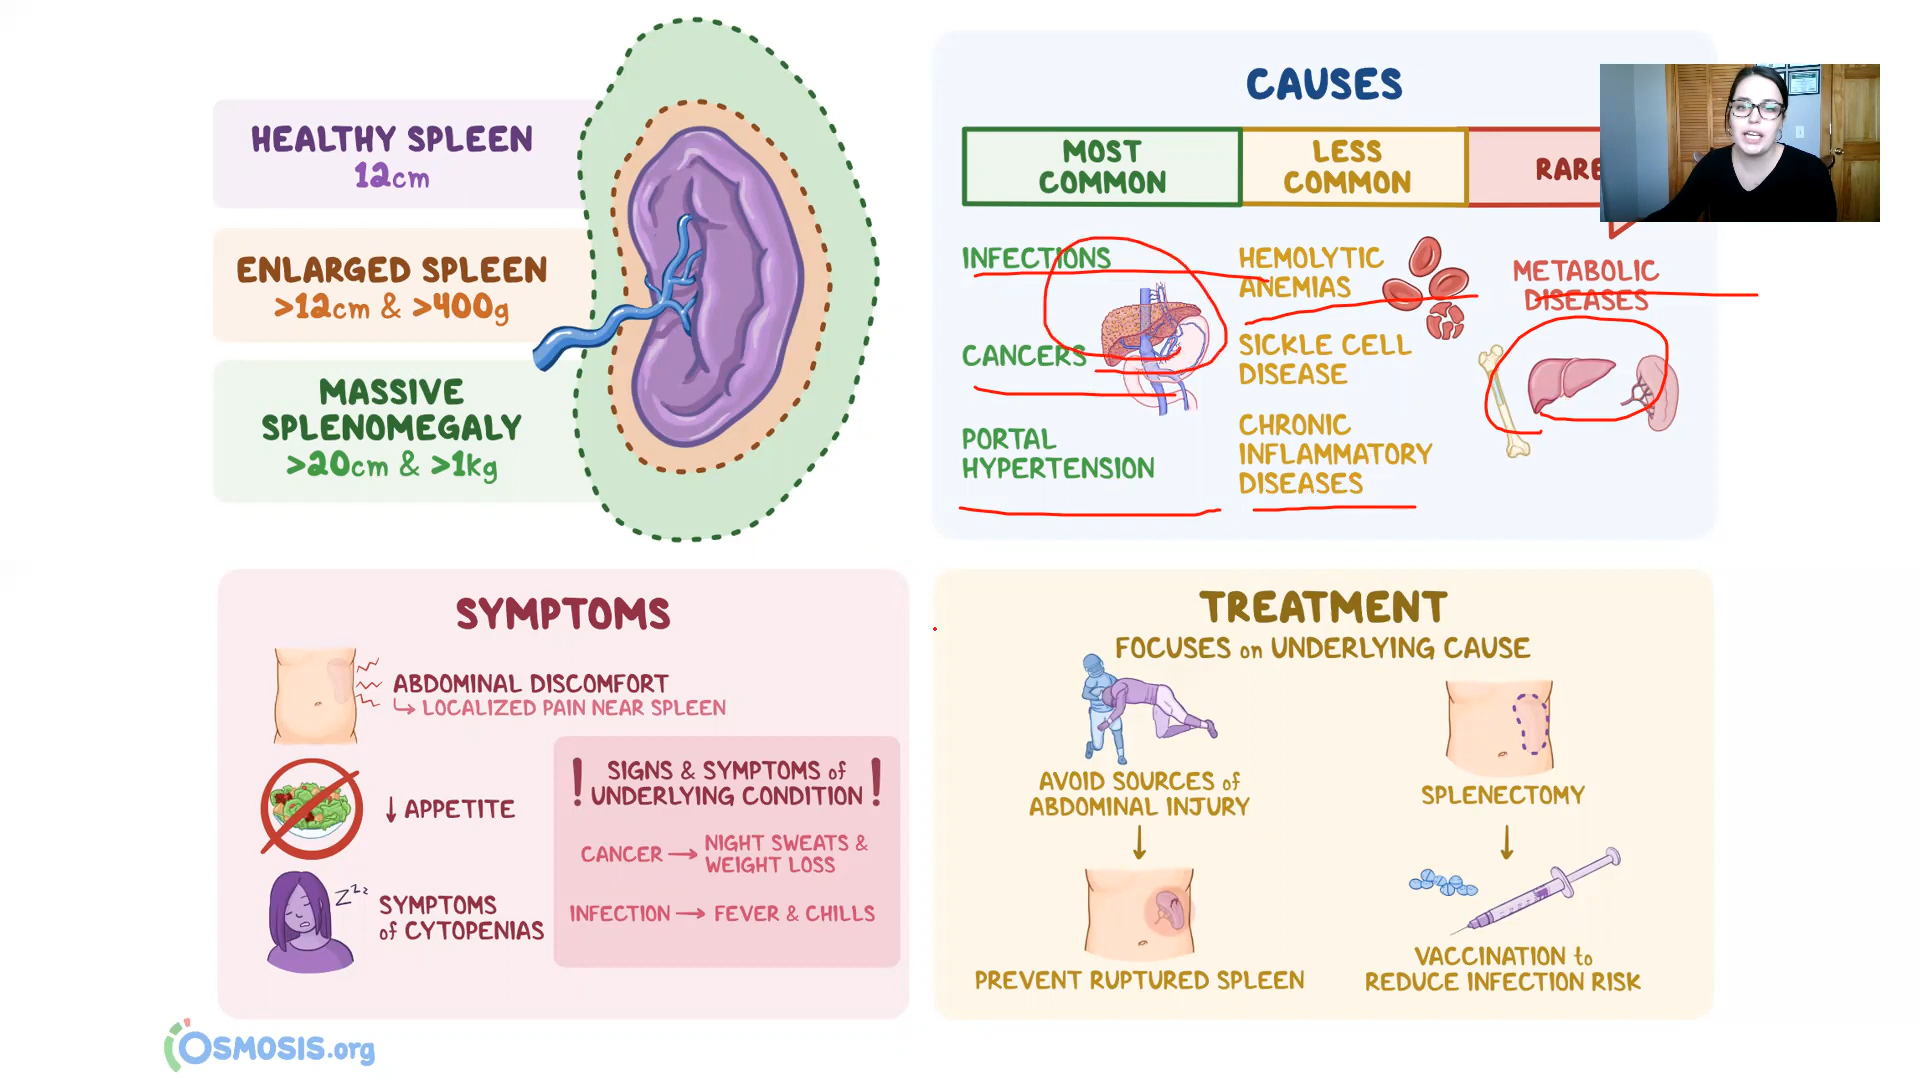 HEALTHY SPLEEN
12cm
ENLARGED SPLEEN
>12cm & >400g
MASSIVE
SPLENOMEGALY
>20cm & >1kg
CAUSES
MOST
COMMON
LESS
COMMON
RARE
INFECTIONS
CANCERS
PORTAL
HYPERTENSION
HEMOLYTIC
ANEMIAS
SICKLE CELL
DISEASE
CHRONIC
INFLAMMATORY
DISEASES
METABOLIC
DISEASES
SYMPTOMS
ABDOMINAL DISCOMFORT
↳ LOCALIZED PAIN NEAR SPLEEN
↓ APPETITE
zzzz
SYMPTOMS
of CYTOPENIAS
! SIGNS & SYMPTOMS of !
UNDERLYING CONDITION
CANCER → NIGHT SWEATS &
WEIGHT LOSS
INFECTION → FEVER & CHILLS
TREATMENT
FOCUSES on UNDERLYING CAUSE
AVOID SOURCES of
ABDOMINAL INJURY
↓
PREVENT RUPTURED SPLEEN
SPLENECTOMY
↓
VACCINATION to
REDUCE INFECTION RISK
OSMOSIS.org